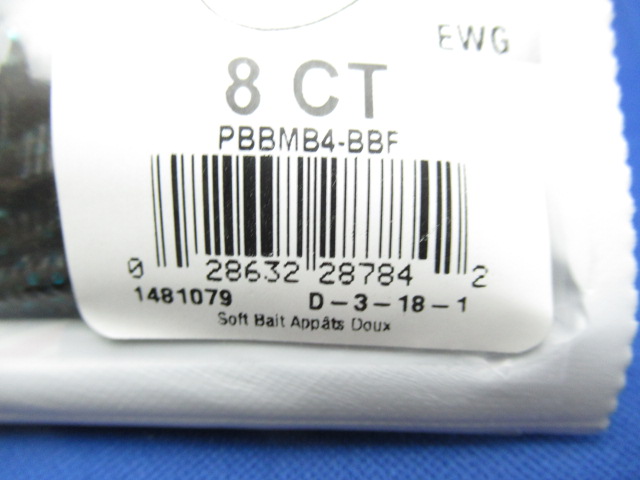 EWG
8 CT
PBBMB4-BBF
0 28632 28784 2
1481079 D-3-18-1
Soft Bait Appâts Doux